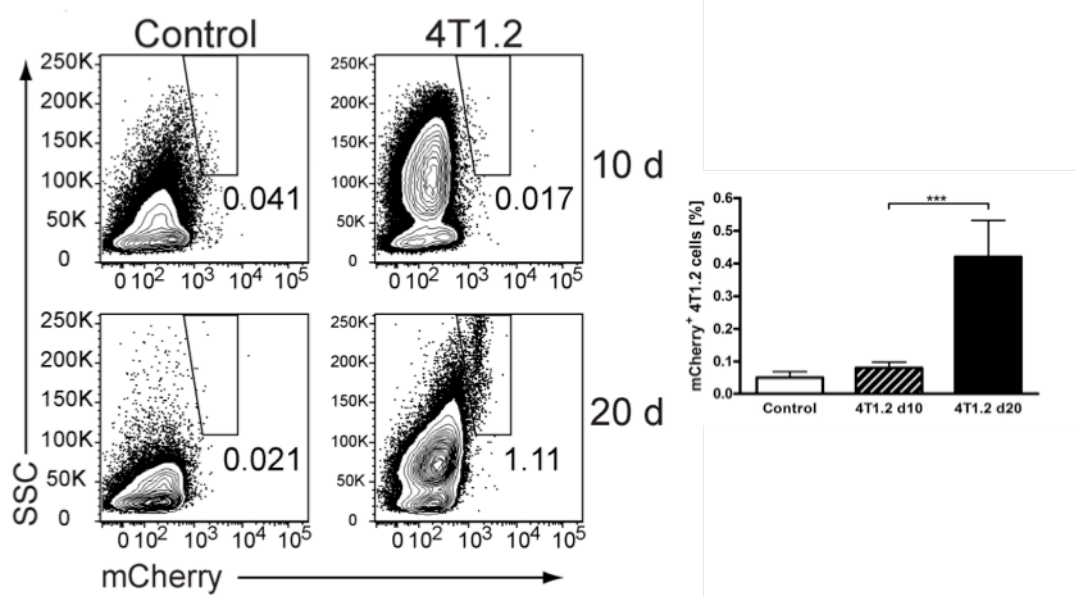 Control 4T1.2
250K 250K
200K 200K
150K 150K
100K 100K
50K 50K
0 0
0.041 0.017 10 d
0 10² 10³ 10⁴ 10⁵ 0 10² 10³ 10⁴ 10⁵
250K 250K
200K 200K
150K 150K
100K 100K
50K 50K
0 0
0.021 1.11 20 d
0 10² 10³ 10⁴ 10⁵ 0 10² 10³ 10⁴ 10⁵
SSC
mCherry
mCherry⁺ 4T1.2 cells [%]
0.6
0.5
0.4
0.3
0.2
0.1
0.0
***
Control 4T1.2 d10 4T1.2 d20